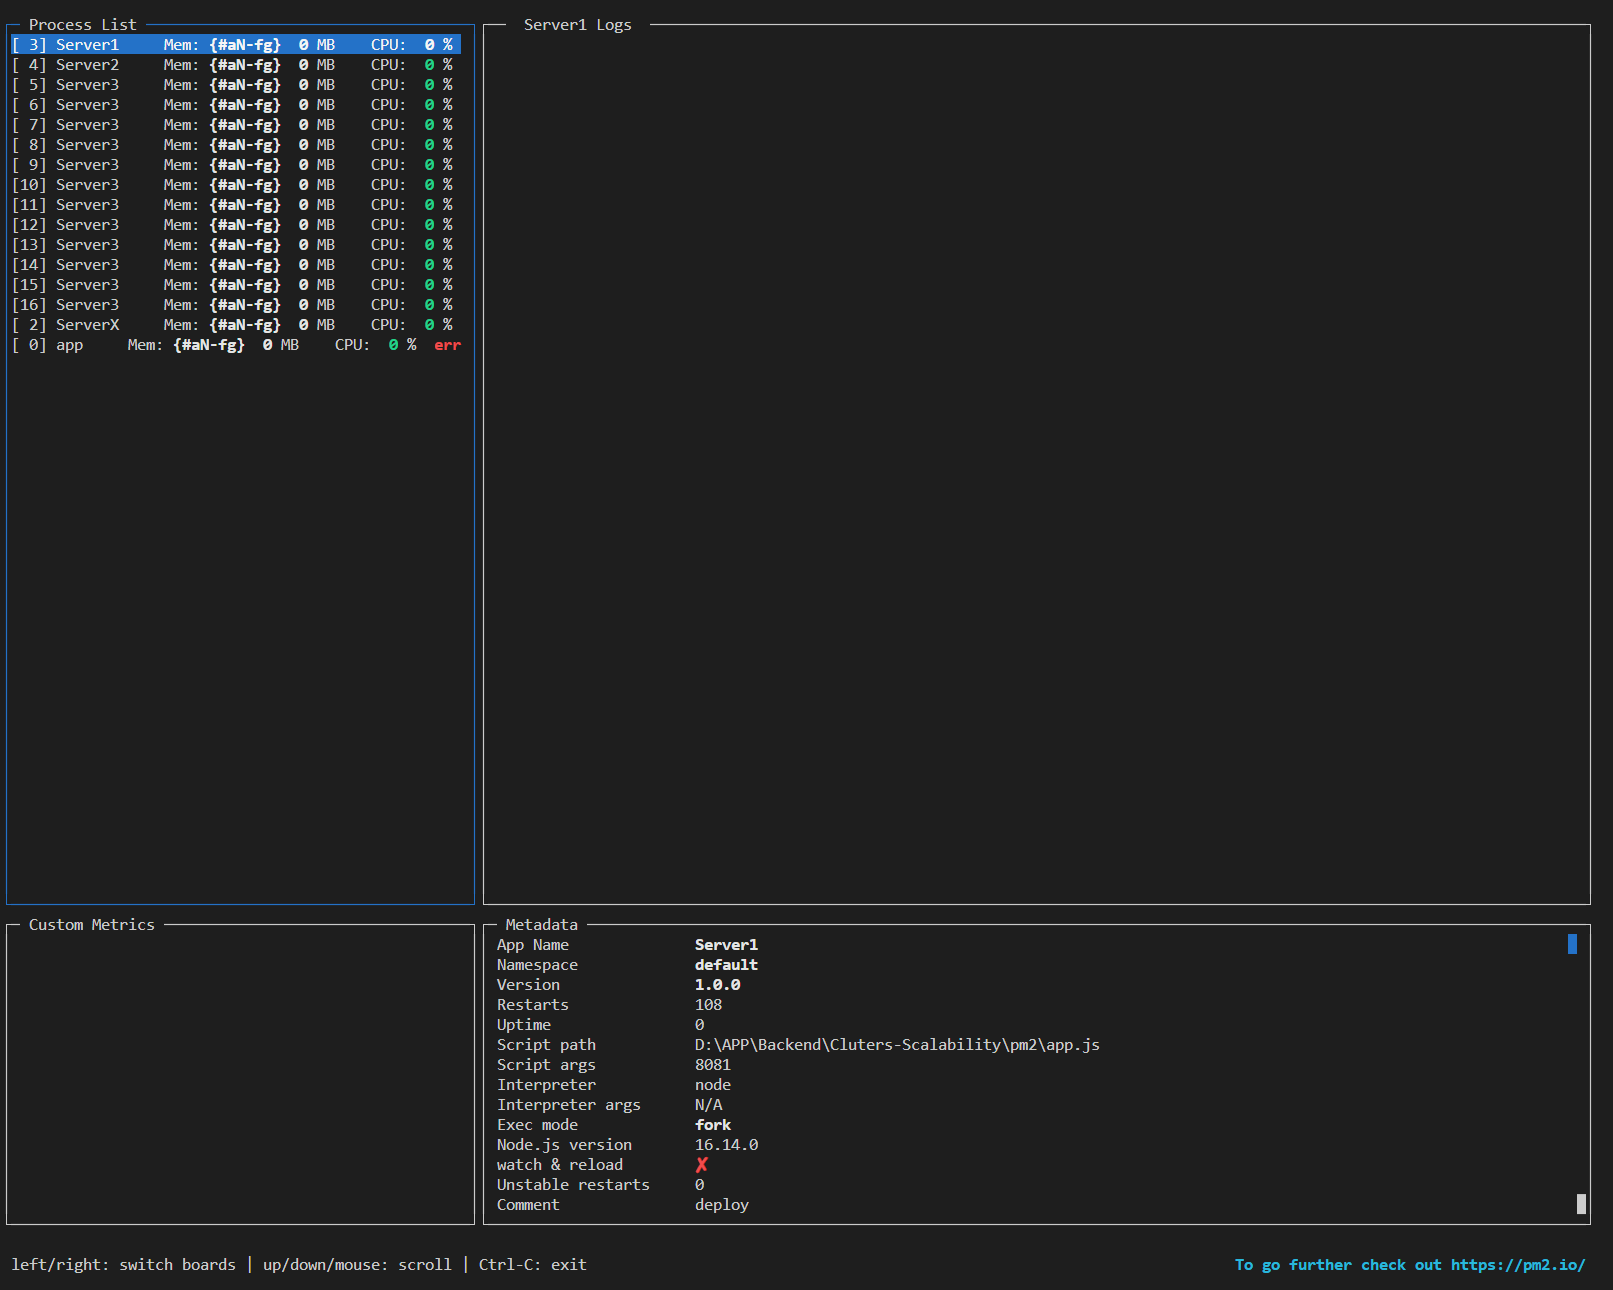 Process List
[ 3] Server1 Mem: {#aN-fg} 0 MB CPU: 0 %
[ 4] Server2 Mem: {#aN-fg} 0 MB CPU: 0 %
[ 5] Server3 Mem: {#aN-fg} 0 MB CPU: 0 %
[ 6] Server3 Mem: {#aN-fg} 0 MB CPU: 0 %
[ 7] Server3 Mem: {#aN-fg} 0 MB CPU: 0 %
[ 8] Server3 Mem: {#aN-fg} 0 MB CPU: 0 %
[ 9] Server3 Mem: {#aN-fg} 0 MB CPU: 0 %
[10] Server3 Mem: {#aN-fg} 0 MB CPU: 0 %
[11] Server3 Mem: {#aN-fg} 0 MB CPU: 0 %
[12] Server3 Mem: {#aN-fg} 0 MB CPU: 0 %
[13] Server3 Mem: {#aN-fg} 0 MB CPU: 0 %
[14] Server3 Mem: {#aN-fg} 0 MB CPU: 0 %
[15] Server3 Mem: {#aN-fg} 0 MB CPU: 0 %
[16] Server3 Mem: {#aN-fg} 0 MB CPU: 0 %
[ 2] ServerX Mem: {#aN-fg} 0 MB CPU: 0 %
[ 0] app Mem: {#aN-fg} 0 MB CPU: 0 % err
Server1 Logs
Custom Metrics
Metadata
App Name Server1
Namespace default
Version 1.0.0
Restarts 108
Uptime 0
Script path D:\APP\Backend\Cluters-Scalability\pm2\app.js
Script args 8081
Interpreter node
Interpreter args N/A
Exec mode fork
Node.js version 16.14.0
watch & reload ✘
Unstable restarts 0
Comment deploy
left/right: switch boards | up/down/mouse: scroll | Ctrl-C: exit
To go further check out https://pm2.io/